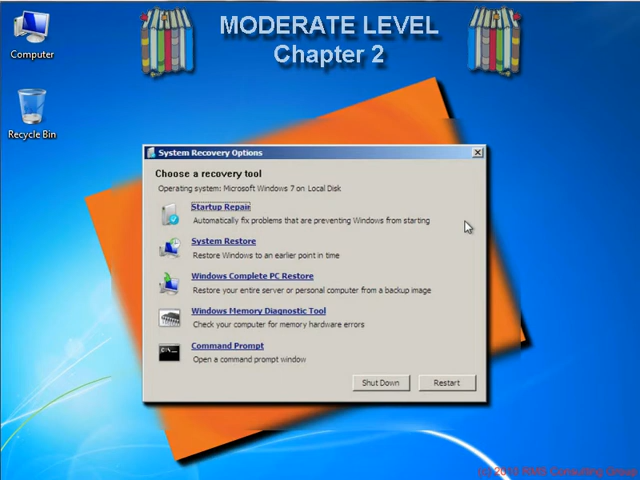 MODERATE LEVEL
Chapter 2
Computer
Recycle Bin
System Recovery Options
Choose a recovery tool
Operating system: Microsoft Windows 7 on Local Disk
Startup Repair
Automatically fix problems that are preventing Windows from starting
System Restore
Restore Windows to an earlier point in time
Windows Complete PC Restore
Restore your entire server or personal computer from a backup image
Windows Memory Diagnostic Tool
Check your computer for memory hardware errors
Command Prompt
Open a command prompt window
Shut Down
Restart
Consulting Group